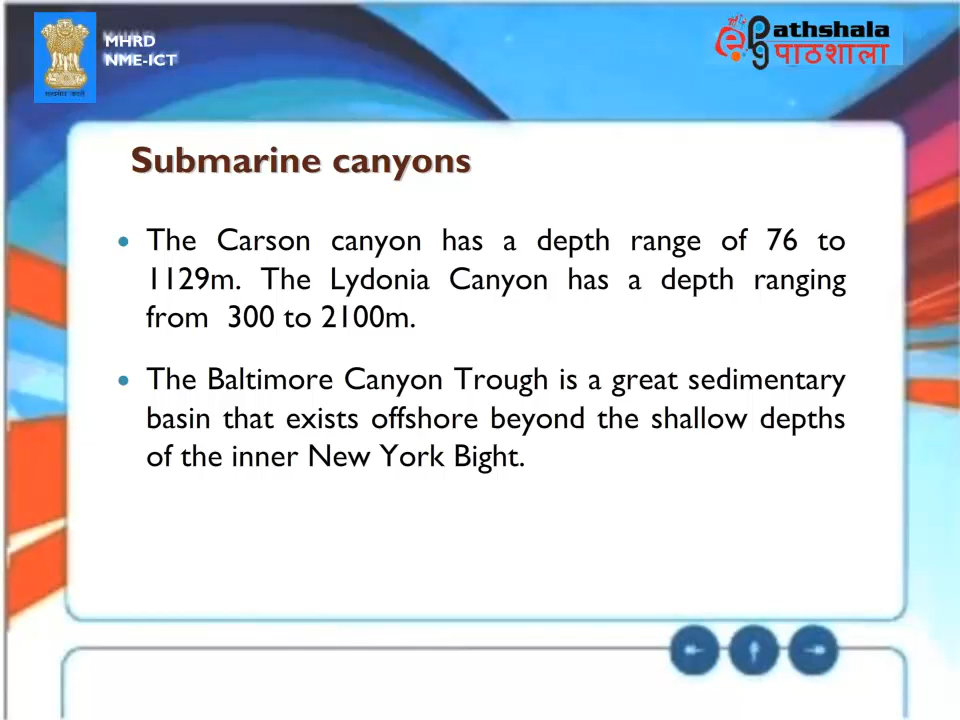 MHRD
NME-ICT
ePathshala
पाठशाला
Submarine canyons
• The Carson canyon has a depth range of 76 to
1129m. The Lydonia Canyon has a depth ranging
from 300 to 2100m.
• The Baltimore Canyon Trough is a great sedimentary
basin that exists offshore beyond the shallow depths
of the inner New York Bight.